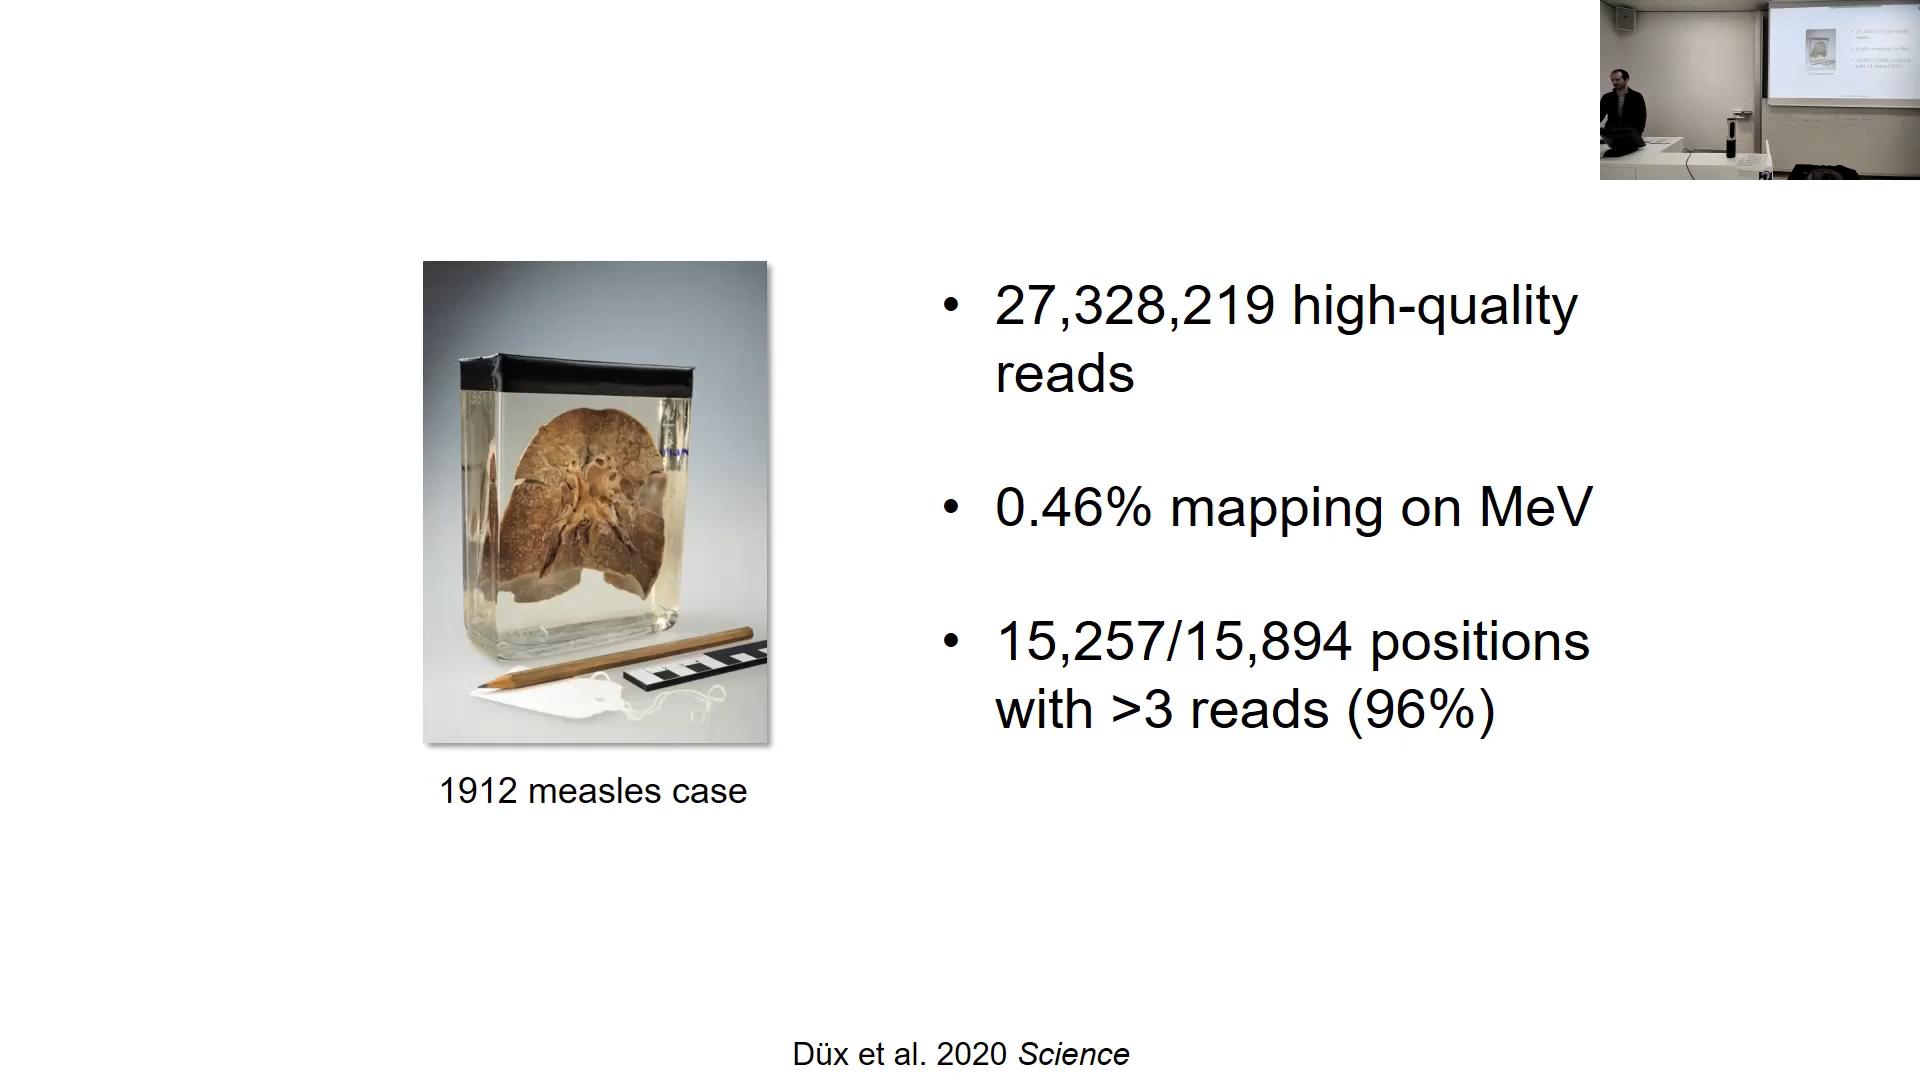 • 27,328,219 high-quality
reads
• 0.46% mapping on MeV
• 15,257/15,894 positions
with >3 reads (96%)
1912 measles case
Düx et al. 2020 Science